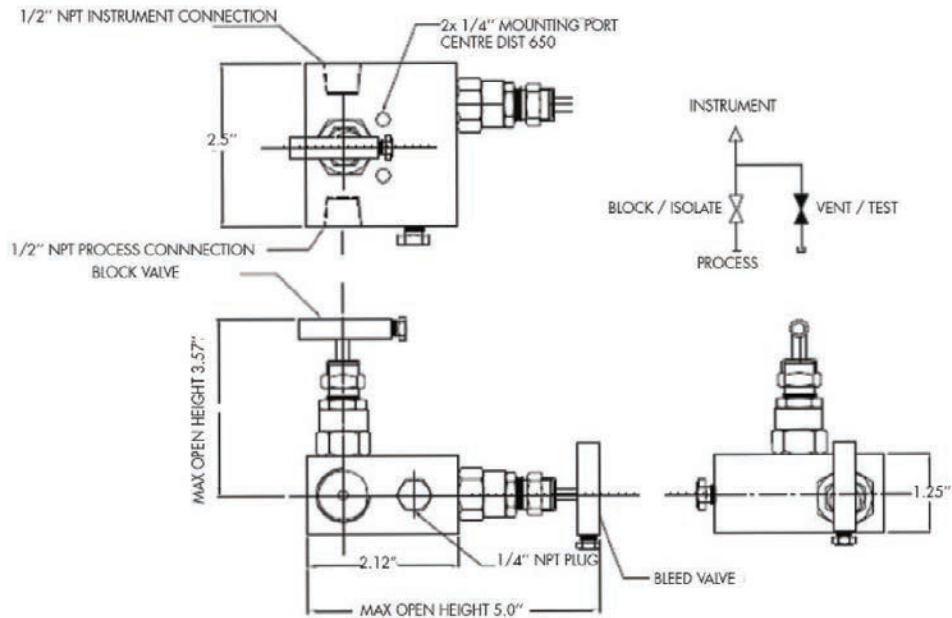 1/2" NPT INSTRUMENT CONNECTION
2x 1/4" MOUNTING PORT
CENTRE DIST 650
2.5"
INSTRUMENT
BLOCK / ISOLATE
VENT / TEST
PROCESS
1/2" NPT PROCESS CONNNECTION
BLOCK VALVE
MAX OPEN HEIGHT 3.57"
1.25"
2.12"
1/4" NPT PLUG
BLEED VALVE
MAX OPEN HEIGHT 5.0"